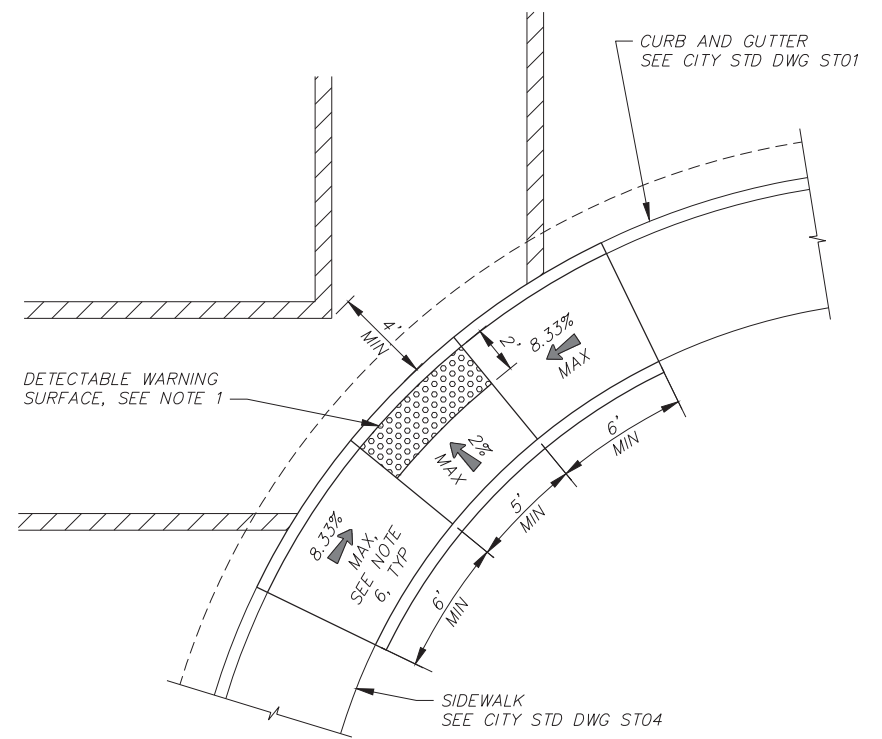 CURB AND GUTTER
SEE CITY STD DWG ST01
4'
MIN
2'
8.33%
MAX
DETECTABLE WARNING
SURFACE, SEE NOTE 1
2%
MAX
6'
MIN
5'
MIN
8.33%
MAX,
SEE NOTE
6, TYP
6'
MIN
SIDEWALK
SEE CITY STD DWG ST04